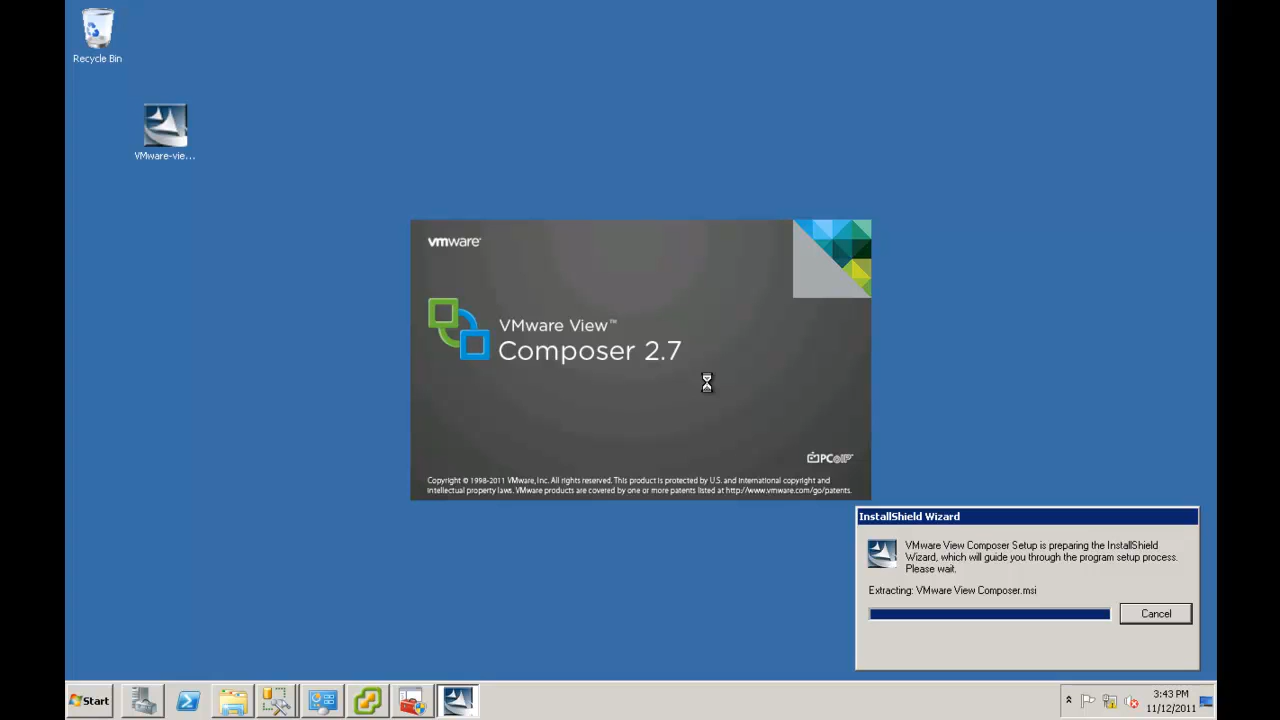 Recycle Bin
VMware-vie...
vmware
VMware View™
Composer 2.7
PCoIP
Copyright © 1998-2011 VMware, Inc. All rights reserved. This product is protected by U.S. and international copyright and
intellectual property laws. VMware products are covered by one or more patents listed at http://www.vmware.com/go/patents.
InstallShield Wizard
VMware View Composer Setup is preparing the InstallShield
Wizard, which will guide you through the program setup process.
Please wait.
Extracting: VMware View Composer.msi
Cancel
Start
3:43 PM
11/12/2011